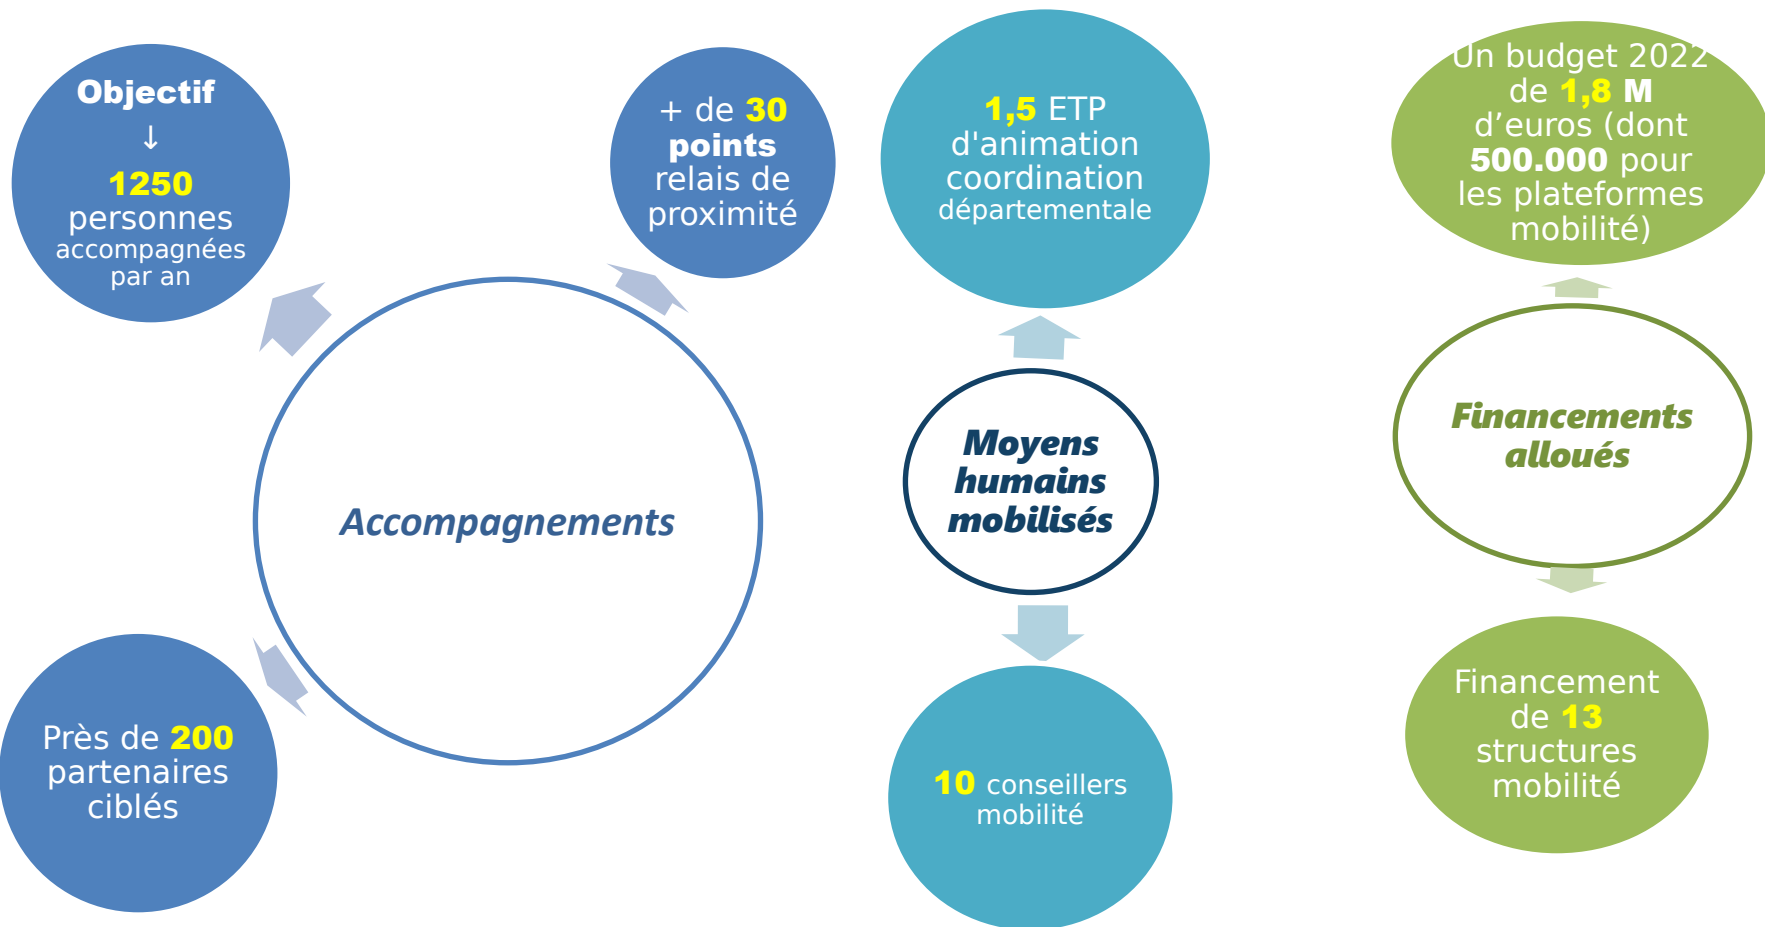 Objectif
↓
1250
personnes
accompagnées
par an
+ de 30
points
relais de
proximité
Accompagnements
Près de 200
partenaires
ciblés
1,5 ETP
d'animation
coordination
départementale
Moyens
humains
mobilisés
10 conseillers
mobilité
Un budget 2022
de 1,8 M
d’euros (dont
500.000 pour
les plateformes
mobilité)
Financements
alloués
Financement
de 13
structures
mobilité